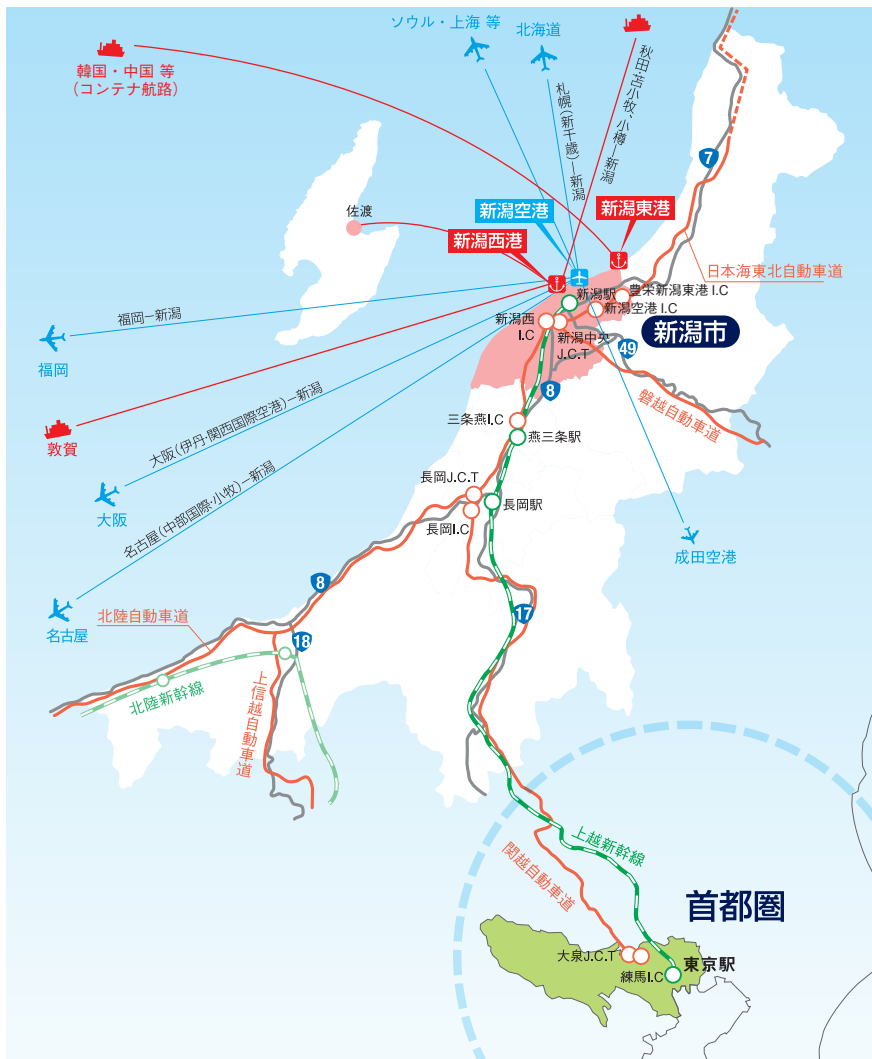 ソウル・上海 等
北海道
韓国・中国 等
（コンテナ航路）
秋田・苫小牧、小樽ー新潟
札幌（新千歳）ー新潟
7
佐渡
新潟空港
新潟東港
新潟西港
日本海東北自動車道
新潟駅
豊栄新潟東港 I.C
新潟空港 I.C
新潟西
I.C
新潟中央
J.C.T
新潟市
49
福岡ー新潟
福岡
8
磐越自動車道
三条燕I.C
燕三条駅
敦賀
大阪（伊丹・関西国際空港）ー新潟
大阪
長岡J.C.T
長岡駅
長岡I.C
名古屋（中部国際・小牧）ー新潟
成田空港
名古屋
8
17
北陸自動車道
18
北陸新幹線
上信越自動車道
上越新幹線
関越自動車道
首都圏
大泉J.C.T
練馬I.C
東京駅